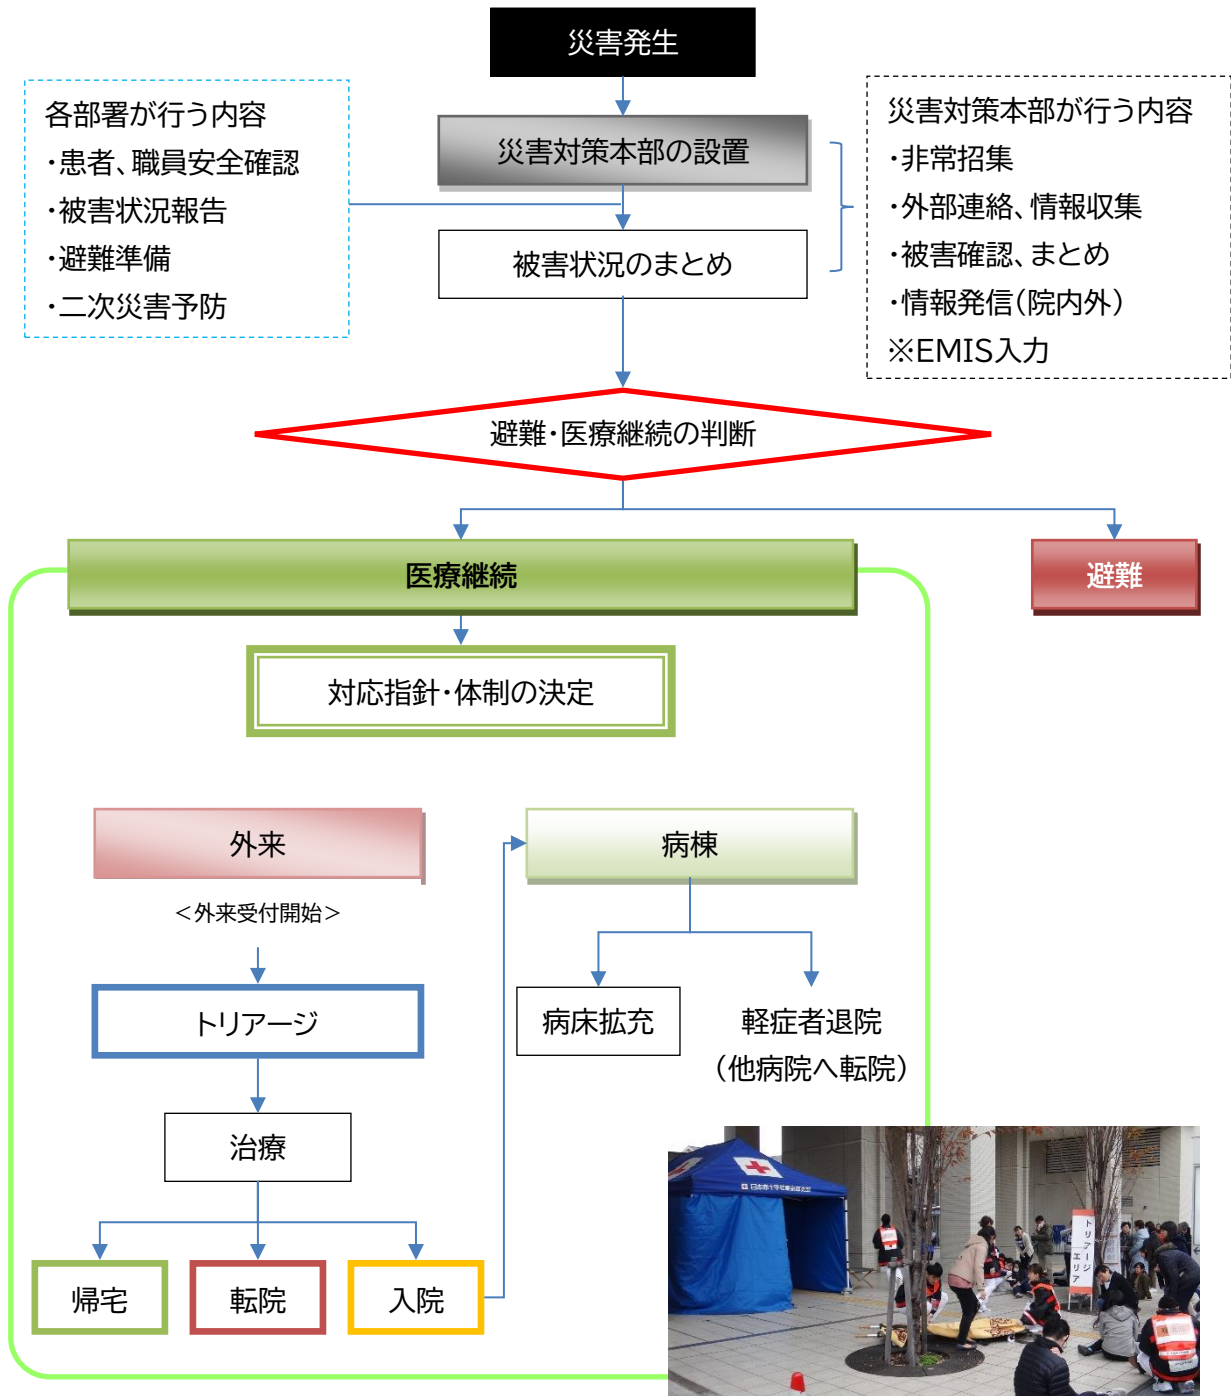 災害発生
各部署が行う内容
・患者、職員安全確認
・被害状況報告
・避難準備
・二次災害予防
災害対策本部の設置
被害状況のまとめ
災害対策本部が行う内容
・非常招集
・外部連絡、情報収集
・被害確認、まとめ
・情報発信(院内外)
※EMIS入力
避難・医療継続の判断
医療継続
避難
対応指針・体制の決定
外来
<外来受付開始>
トリアージ
治療
帰宅
転院
入院
病棟
病床拡充
軽症者退院
(他病院へ転院)
トリアージエリア